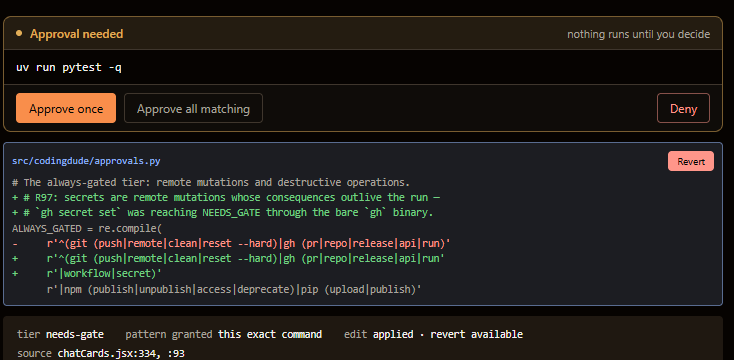 Approval needed
nothing runs until you decide
uv run pytest -q
Approve once
Approve all matching
Deny
src/codingdude/approvals.py
Revert
# The always-gated tier: remote mutations and destructive operations.
+ # R97: secrets are remote mutations whose consequences outlive the run —
+ # `gh secret set` was reaching NEEDS_GATE through the bare `gh` binary.
ALWAYS_GATED = re.compile(
-     r'^(git (push|remote|clean|reset --hard)|gh (pr|repo|release|api|run)'
+     r'^(git (push|remote|clean|reset --hard)|gh (pr|repo|release|api|run'
+     r'|workflow|secret)'
      r'|npm (publish|unpublish|access|deprecate)|pip (upload|publish)'
tier needs-gate pattern granted this exact command edit applied · revert available
source chatCards.jsx:334, :93